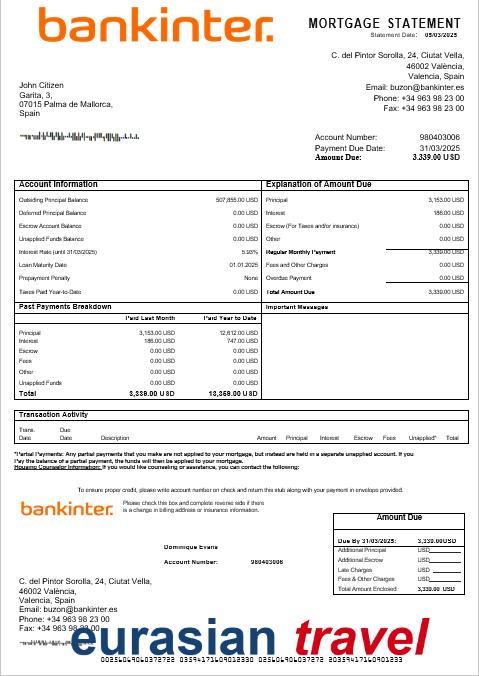 bankinter.
MORTGAGE STATEMENT
Statement Date: 05/03/2025
C. del Pintor Sorolla, 24, Ciutat Vella,
46002 València,
Valencia, Spain
Email: buzon@bankinter.es
Phone: +34 963 98 23 00
Fax: +34 963 98 23 00
John Citizen
Garita, 3,
07015 Palma de Mallorca,
Spain
Account Number: 980403006
Payment Due Date: 31/03/2025
Amount Due: 3.339.00 USD
Account Information
Outsiding Principal Balance 507,855.00 USD
Deferred Principal Balance 0.00 USD
Escrow Account Balance 0.00 USD
Unapplied Funds Balance 0.00 USD
Interest Rate (until 31/03/2025) 5.93%
Loan Maturity Date 01.01.2025
Prepayment Penalty None
Taxes Paid Year-to-Date 0.00 USD
Explanation of Amount Due
Principal 3,153.00 USD
Interest 186.00 USD
Escrow (For Taxes and/or insurance) 0.00 USD
Other 0.00 USD
Regular Monthly Payment 3,339.00 USD
Fees and Other Charges 0.00 USD
Overdue Payment 0.00 USD
Total Amount Due 3,339.00 USD
Past Payments Breakdown
Paid Last Month Paid Year to Date
Principal 3,153.00 USD 12,612.00 USD
Interest 186.00 USD 747.00 USD
Escrow 0.00 USD 0.00 USD
Fees 0.00 USD 0.00 USD
Other 0.00 USD 0.00 USD
Unapplied Funds 0.00 USD 0.00 USD
Total 3,339.00 USD 13,359.00 USD
Important Messages
Transaction Activity
Trans. Date Due Date Description Amount Principal Interest Escrow Fees Unapplied* Total
*Partial Payments: Any partial payments that you make are not applied to your mortgage, but instead are held in a separate unapplied account. If you
Pay the balance of a partial payment, the funds will then be applied to your mortgage.
Housing Counselor Information: If you would like counseling or assistance, you can contact the following:
To ensure proper credit, please write account number on check and return this stub along with your payment in envelope provided.
bankinter.
Please check this box and complete reverse side if there
is a change in billing address or insurance information.
Dominique Evans
Account Number: 980403006
Amount Due
Due By 31/03/2025: 3,339.00USD
Additional Principal USD
Additional Escrow USD
Late Charges USD
Fees & Other Charges USD
Total Amount Enclosed 3,339.00 USD
C. del Pintor Sorolla, 24, Ciutat Vella,
46002 València,
Valencia, Spain
Email: buzon@bankinter.es
Phone: +34 963 98 23 00
Fax: +34 963 98 23 00
eurasian travel